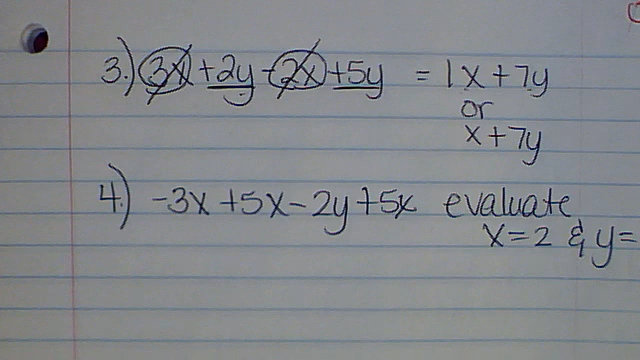 3.) 3x + 2y - 2x + 5y = 1x + 7y
or
x + 7y
4.) -3x + 5x - 2y + 5x evaluate
x = 2 & y =